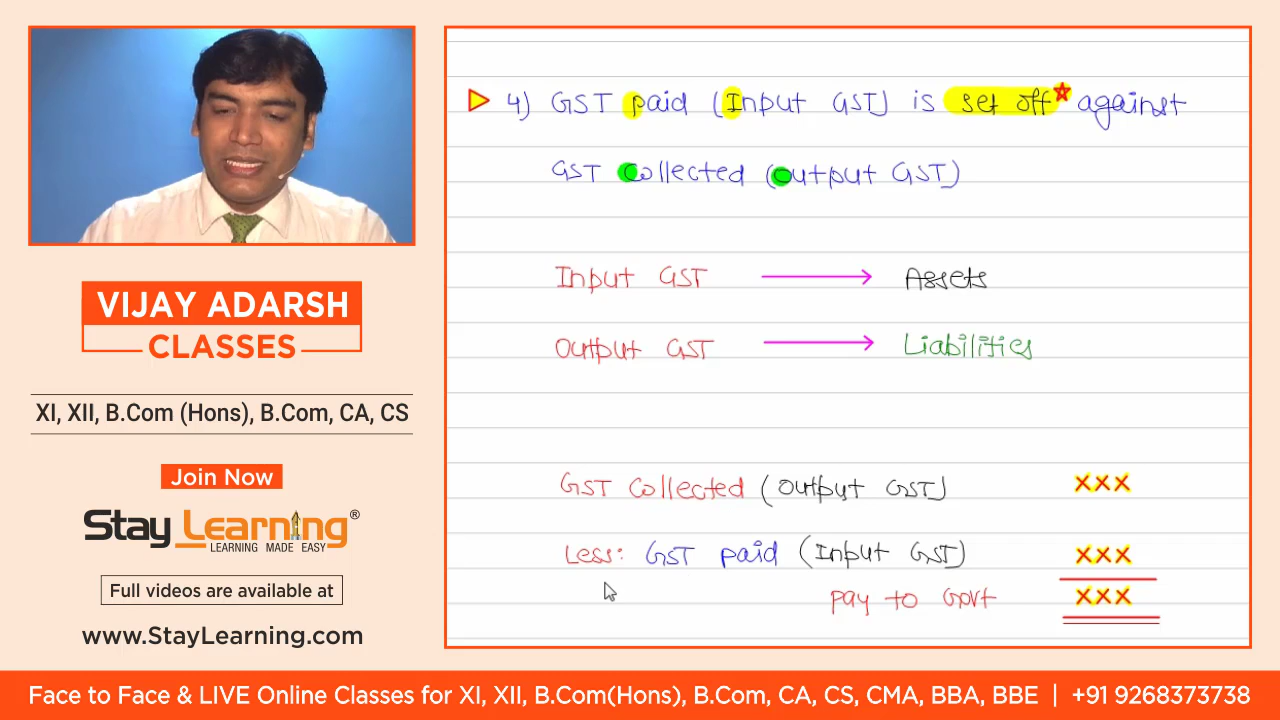 4) GST paid (Input GST) is set off* against
GST Collected (Output GST)
Input GST → Assets
Output GST → Liabilities
GST Collected (Output GST) xxx
Less: GST paid (Input GST) xxx
pay to Govt xxx
VIJAY ADARSH
CLASSES
XI, XII, B.Com (Hons), B.Com, CA, CS
Join Now
Stay Learning®
LEARNING MADE EASY
Full videos are available at
www.StayLearning.com
Face to Face & LIVE Online Classes for XI, XII, B.Com(Hons), B.Com, CA, CS, CMA, BBA, BBE | +91 9268373738